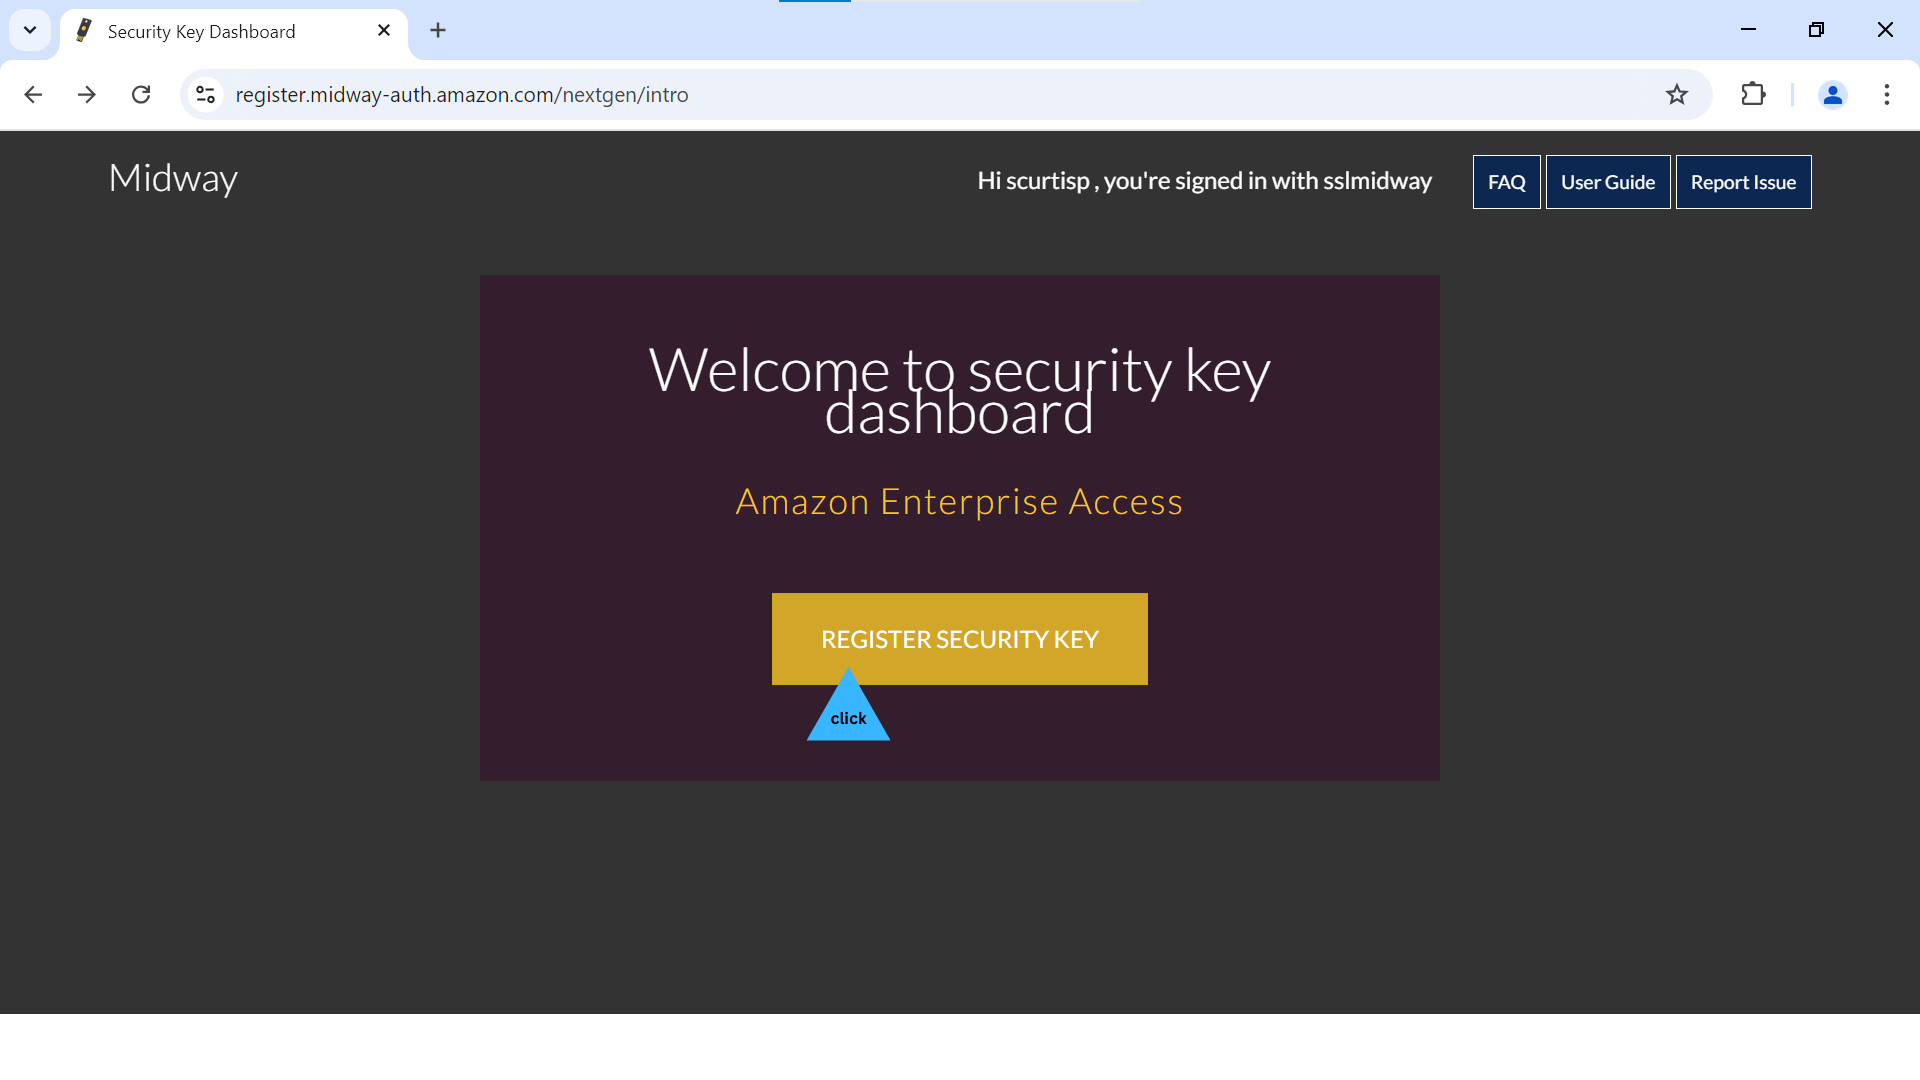 Security Key Dashboard
register.midway-auth.amazon.com/nextgen/intro
Midway
Hi scurtisp , you're signed in with sslmidway
FAQ
User Guide
Report Issue
Welcome to security key
dashboard
Amazon Enterprise Access
REGISTER SECURITY KEY
click